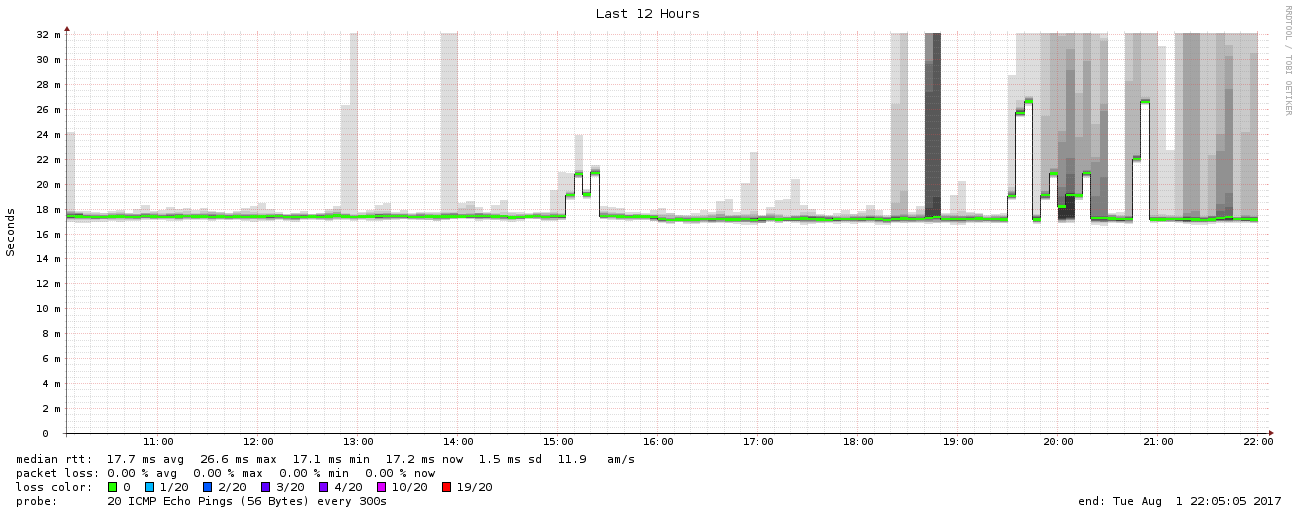 Last 12 Hours
RRDTOOL / TOBI OETIKER
Seconds
32 m
30 m
28 m
26 m
24 m
22 m
20 m
18 m
16 m
14 m
12 m
10 m
8 m
6 m
4 m
2 m
0
11:00 12:00 13:00 14:00 15:00 16:00 17:00 18:00 19:00 20:00 21:00 22:00
median rtt: 17.7 ms avg 26.6 ms max 17.1 ms min 17.2 ms now 1.5 ms sd 11.9 am/s
packet loss: 0.00 % avg 0.00 % max 0.00 % min 0.00 % now
loss color: 0 1/20 2/20 3/20 4/20 10/20 19/20
probe: 20 ICMP Echo Pings (56 Bytes) every 300s end: Tue Aug 1 22:05:05 2017